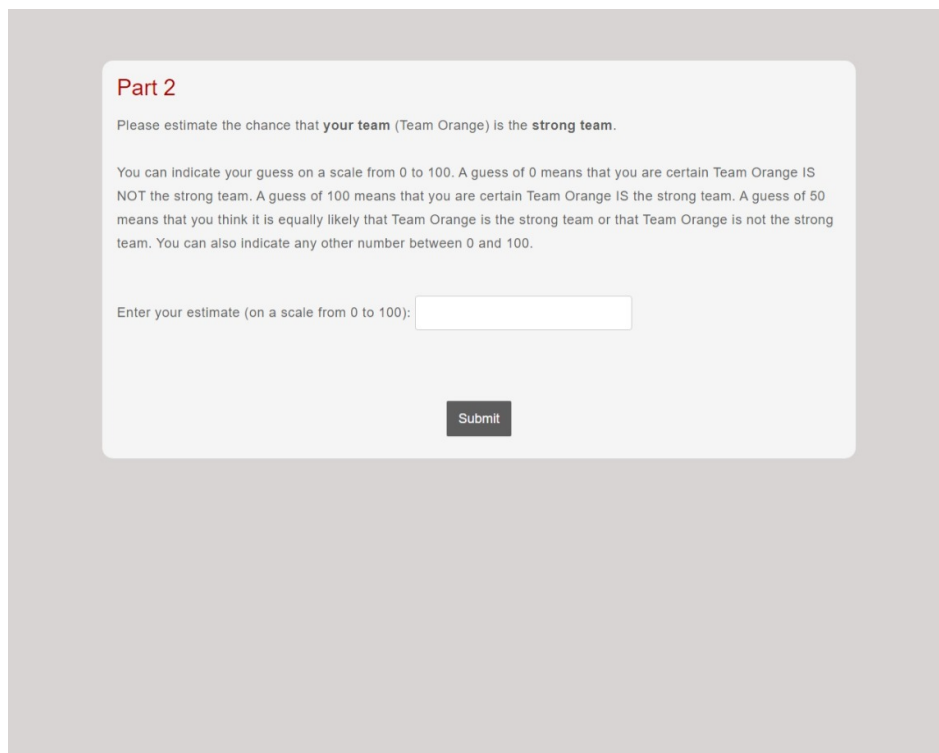 Part 2
Please estimate the chance that your team (Team Orange) is the strong team.
You can indicate your guess on a scale from 0 to 100. A guess of 0 means that you are certain Team Orange IS
NOT the strong team. A guess of 100 means that you are certain Team Orange IS the strong team. A guess of 50
means that you think it is equally likely that Team Orange is the strong team or that Team Orange is not the strong
team. You can also indicate any other number between 0 and 100.
Enter your estimate (on a scale from 0 to 100):
Submit